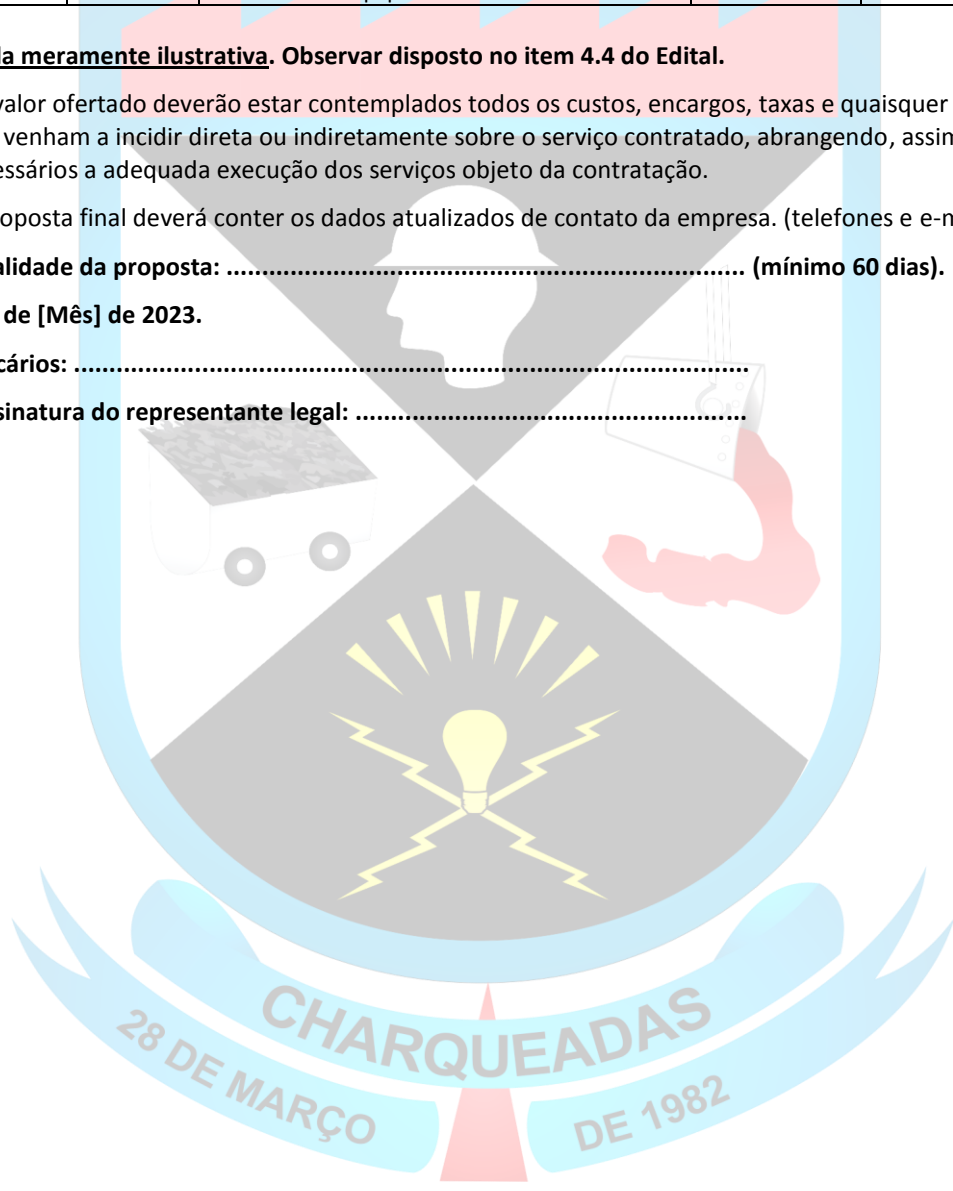 la meramente ilustrativa. Observar disposto no item 4.4 do Edital.
valor ofertado deverão estar contemplados todos os custos, encargos, taxas e quaisquer
venham a incidir direta ou indiretamente sobre o serviço contratado, abrangendo, assim
essários a adequada execução dos serviços objeto da contratação.
oposta final deverá conter os dados atualizados de contato da empresa. (telefones e e-m
alidade da proposta: ........................................................................ (mínimo 60 dias).
de [Mês] de 2023.
cários: ..............................................................................................
sinatura do representante legal: .......................................................
CHARQUEADAS
28 DE MARÇO
DE 1982